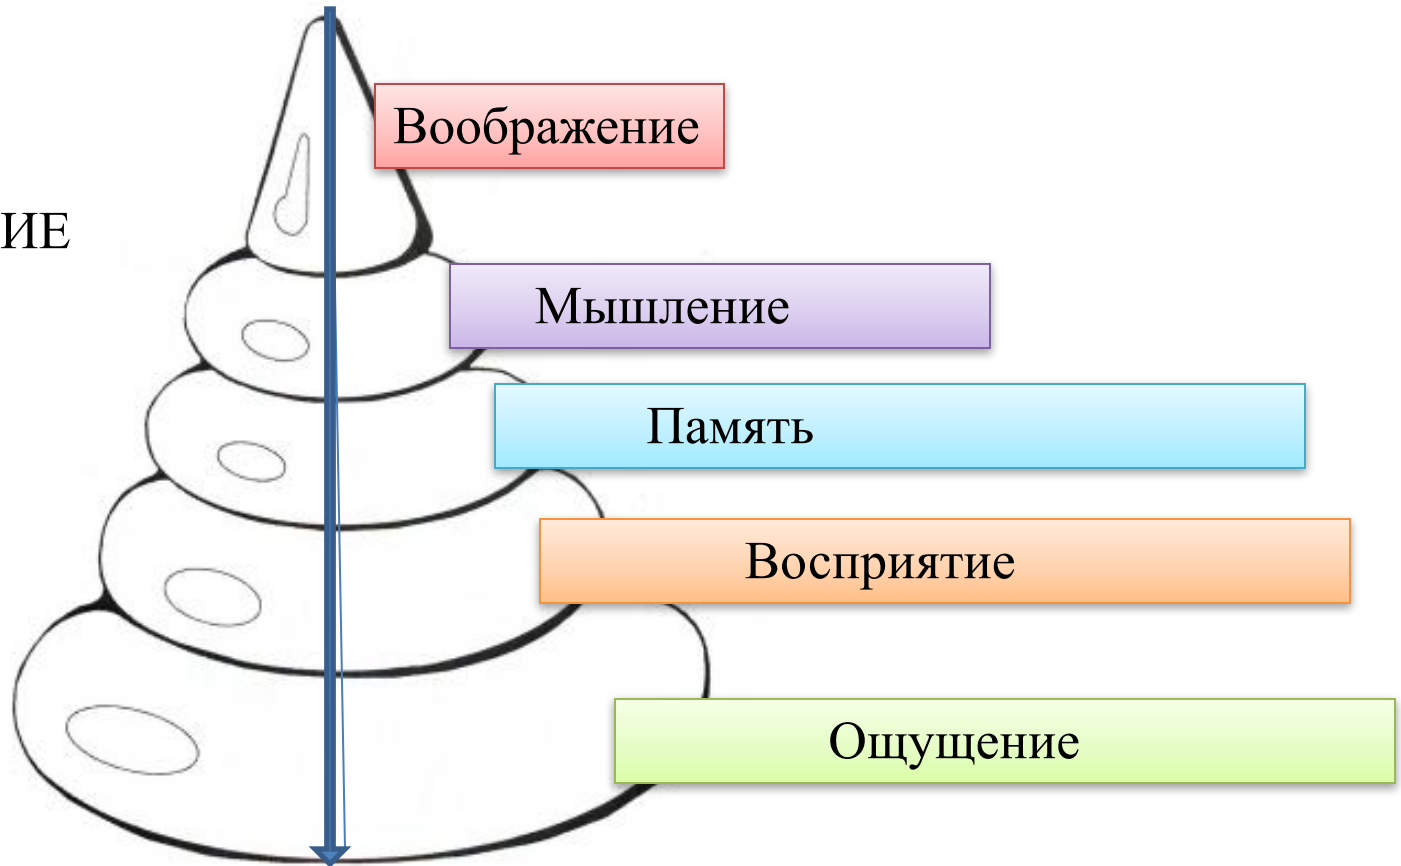 Воображение
ИЕ
Мышление
Память
Восприятие
Ощущение